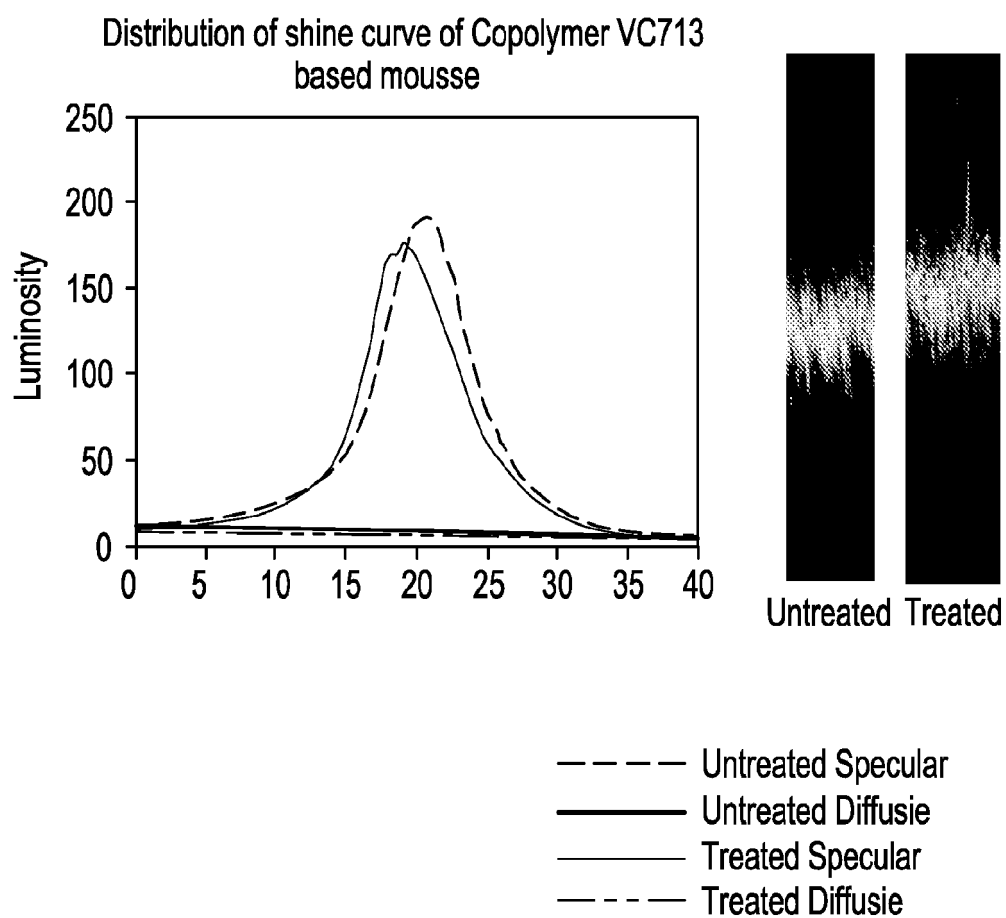 Distribution of shine curve of Copolymer VC713
based mousse
250
200
150
100
50
0
Luminosity
0 5 10 15 20 25 30 35 40
Untreated Treated
Untreated Specular
Untreated Diffusie
Treated Specular
Treated Diffusie